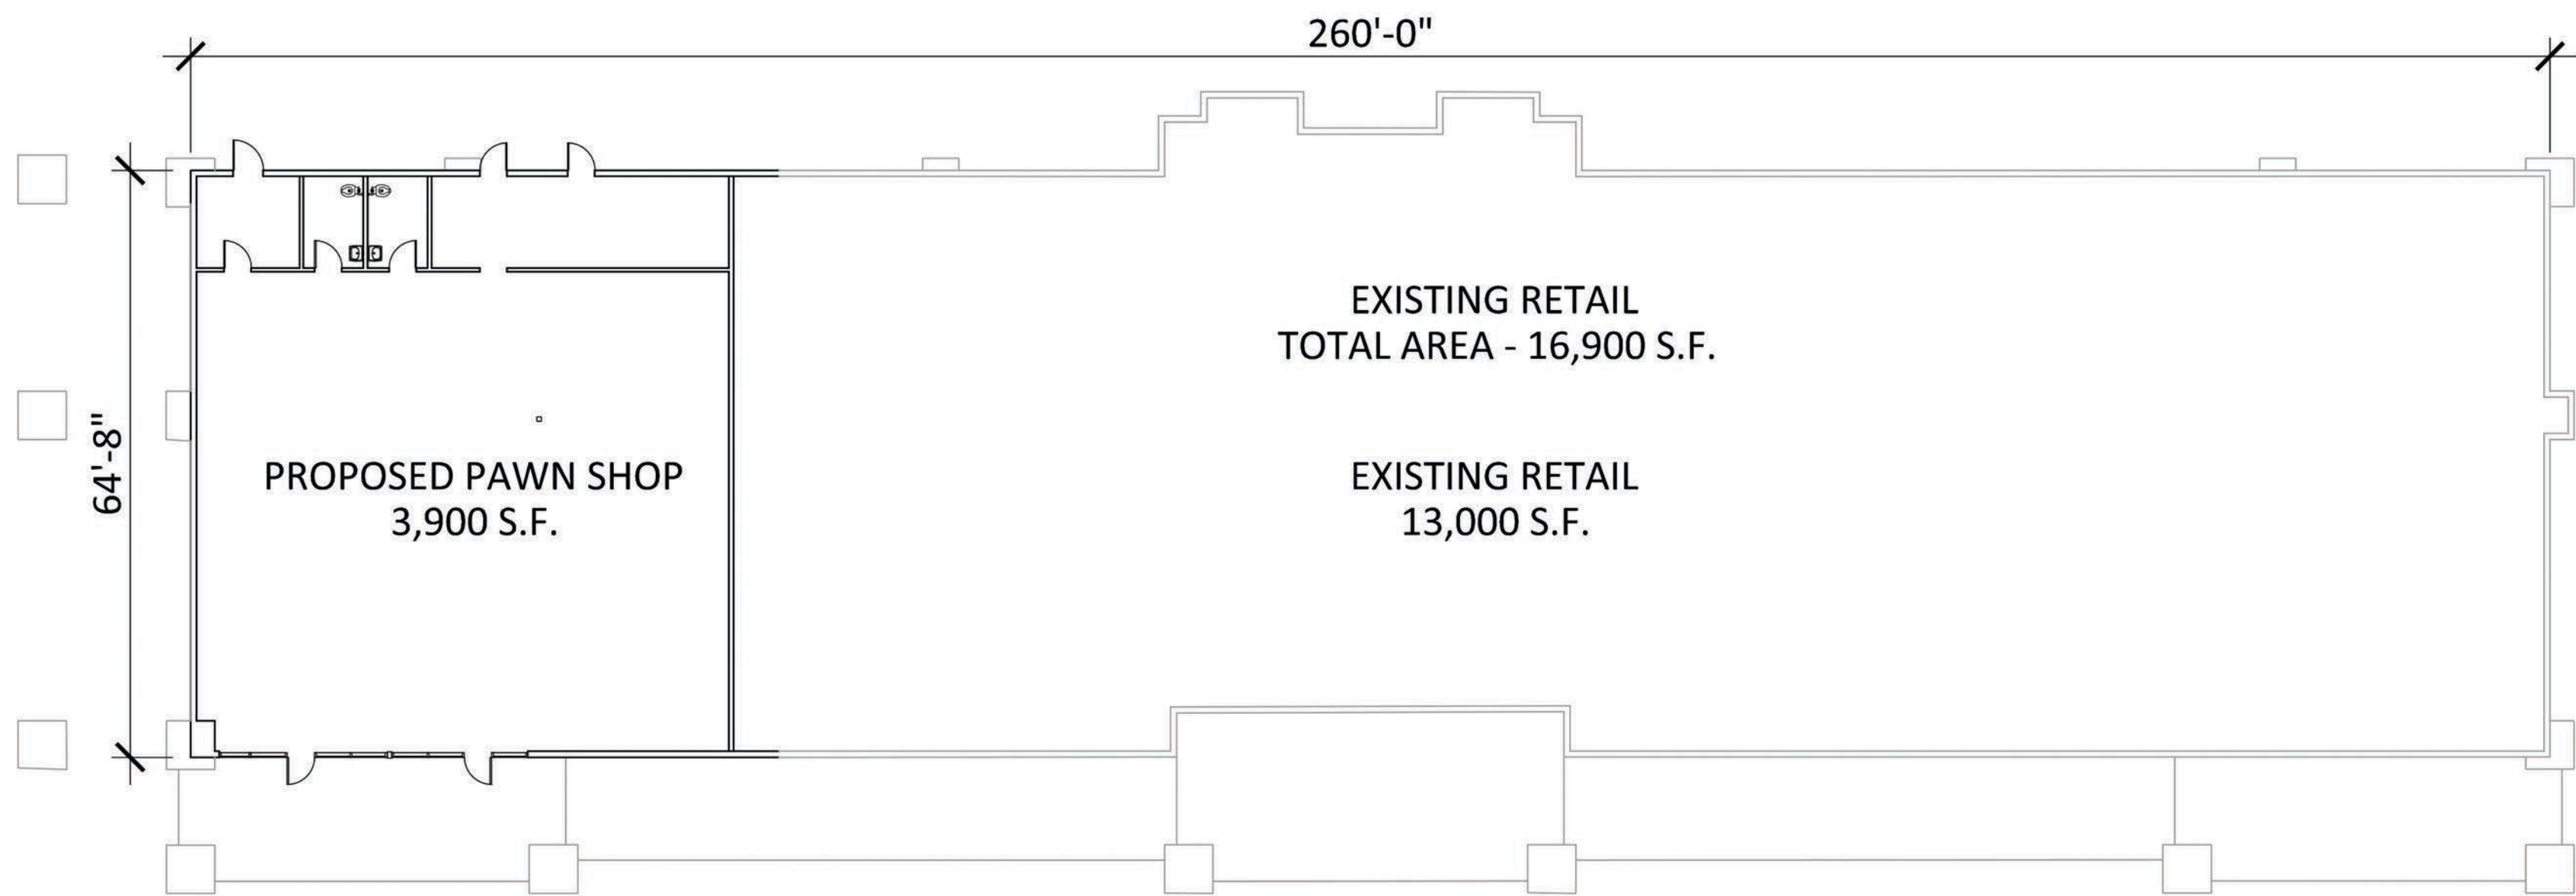 260'-0"
EXISTING RETAIL
TOTAL AREA - 16,900 S.F.
64'-8"
PROPOSED PAWN SHOP
3,900 S.F.
EXISTING RETAIL
13,000 S.F.